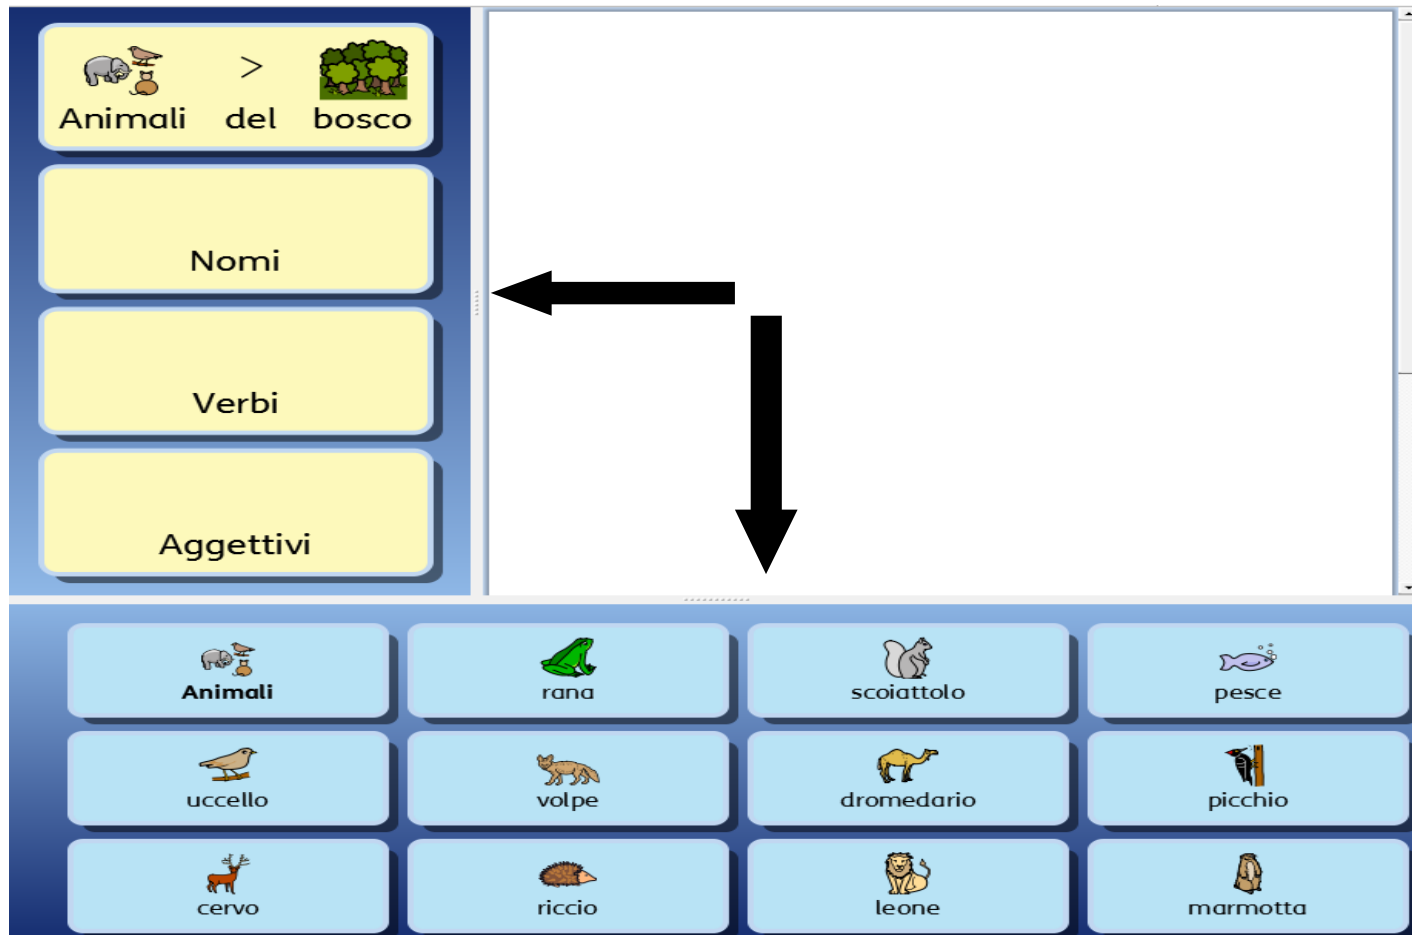 Animali > del bosco
Nomi
Verbi
Aggettivi
Animali rana scoiattolo pesce
uccello volpe dromedario picchio
cervo riccio leone marmotta